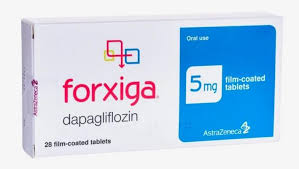 Oral use
forxiga
dapagliflozin
28 film-coated tablets
5 mg
film-coated
tablets
AstraZeneca